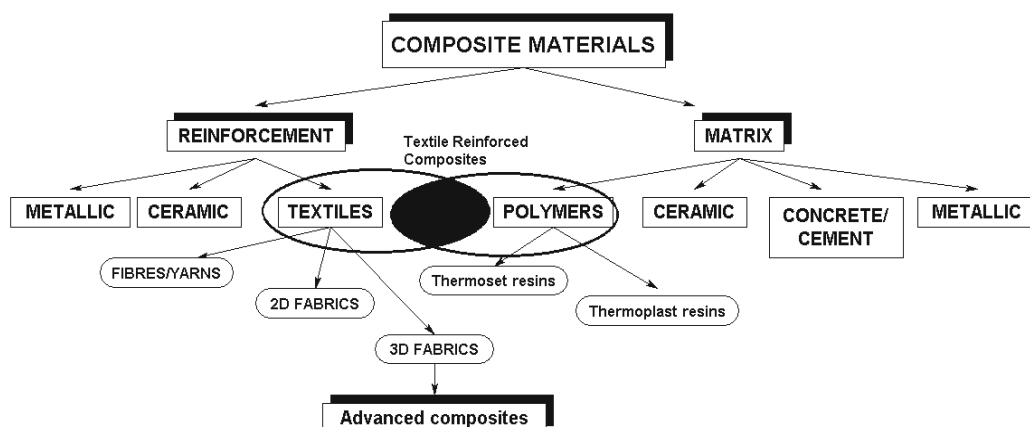 COMPOSITE MATERIALS
REINFORCEMENT
MATRIX
Textile Reinforced
Composites
METALLIC
CERAMIC
TEXTILES
POLYMERS
CERAMIC
CONCRETE/
CEMENT
METALLIC
FIBRES/YARNS
2D FABRICS
3D FABRICS
Thermoset resins
Thermoplast resins
Advanced composites